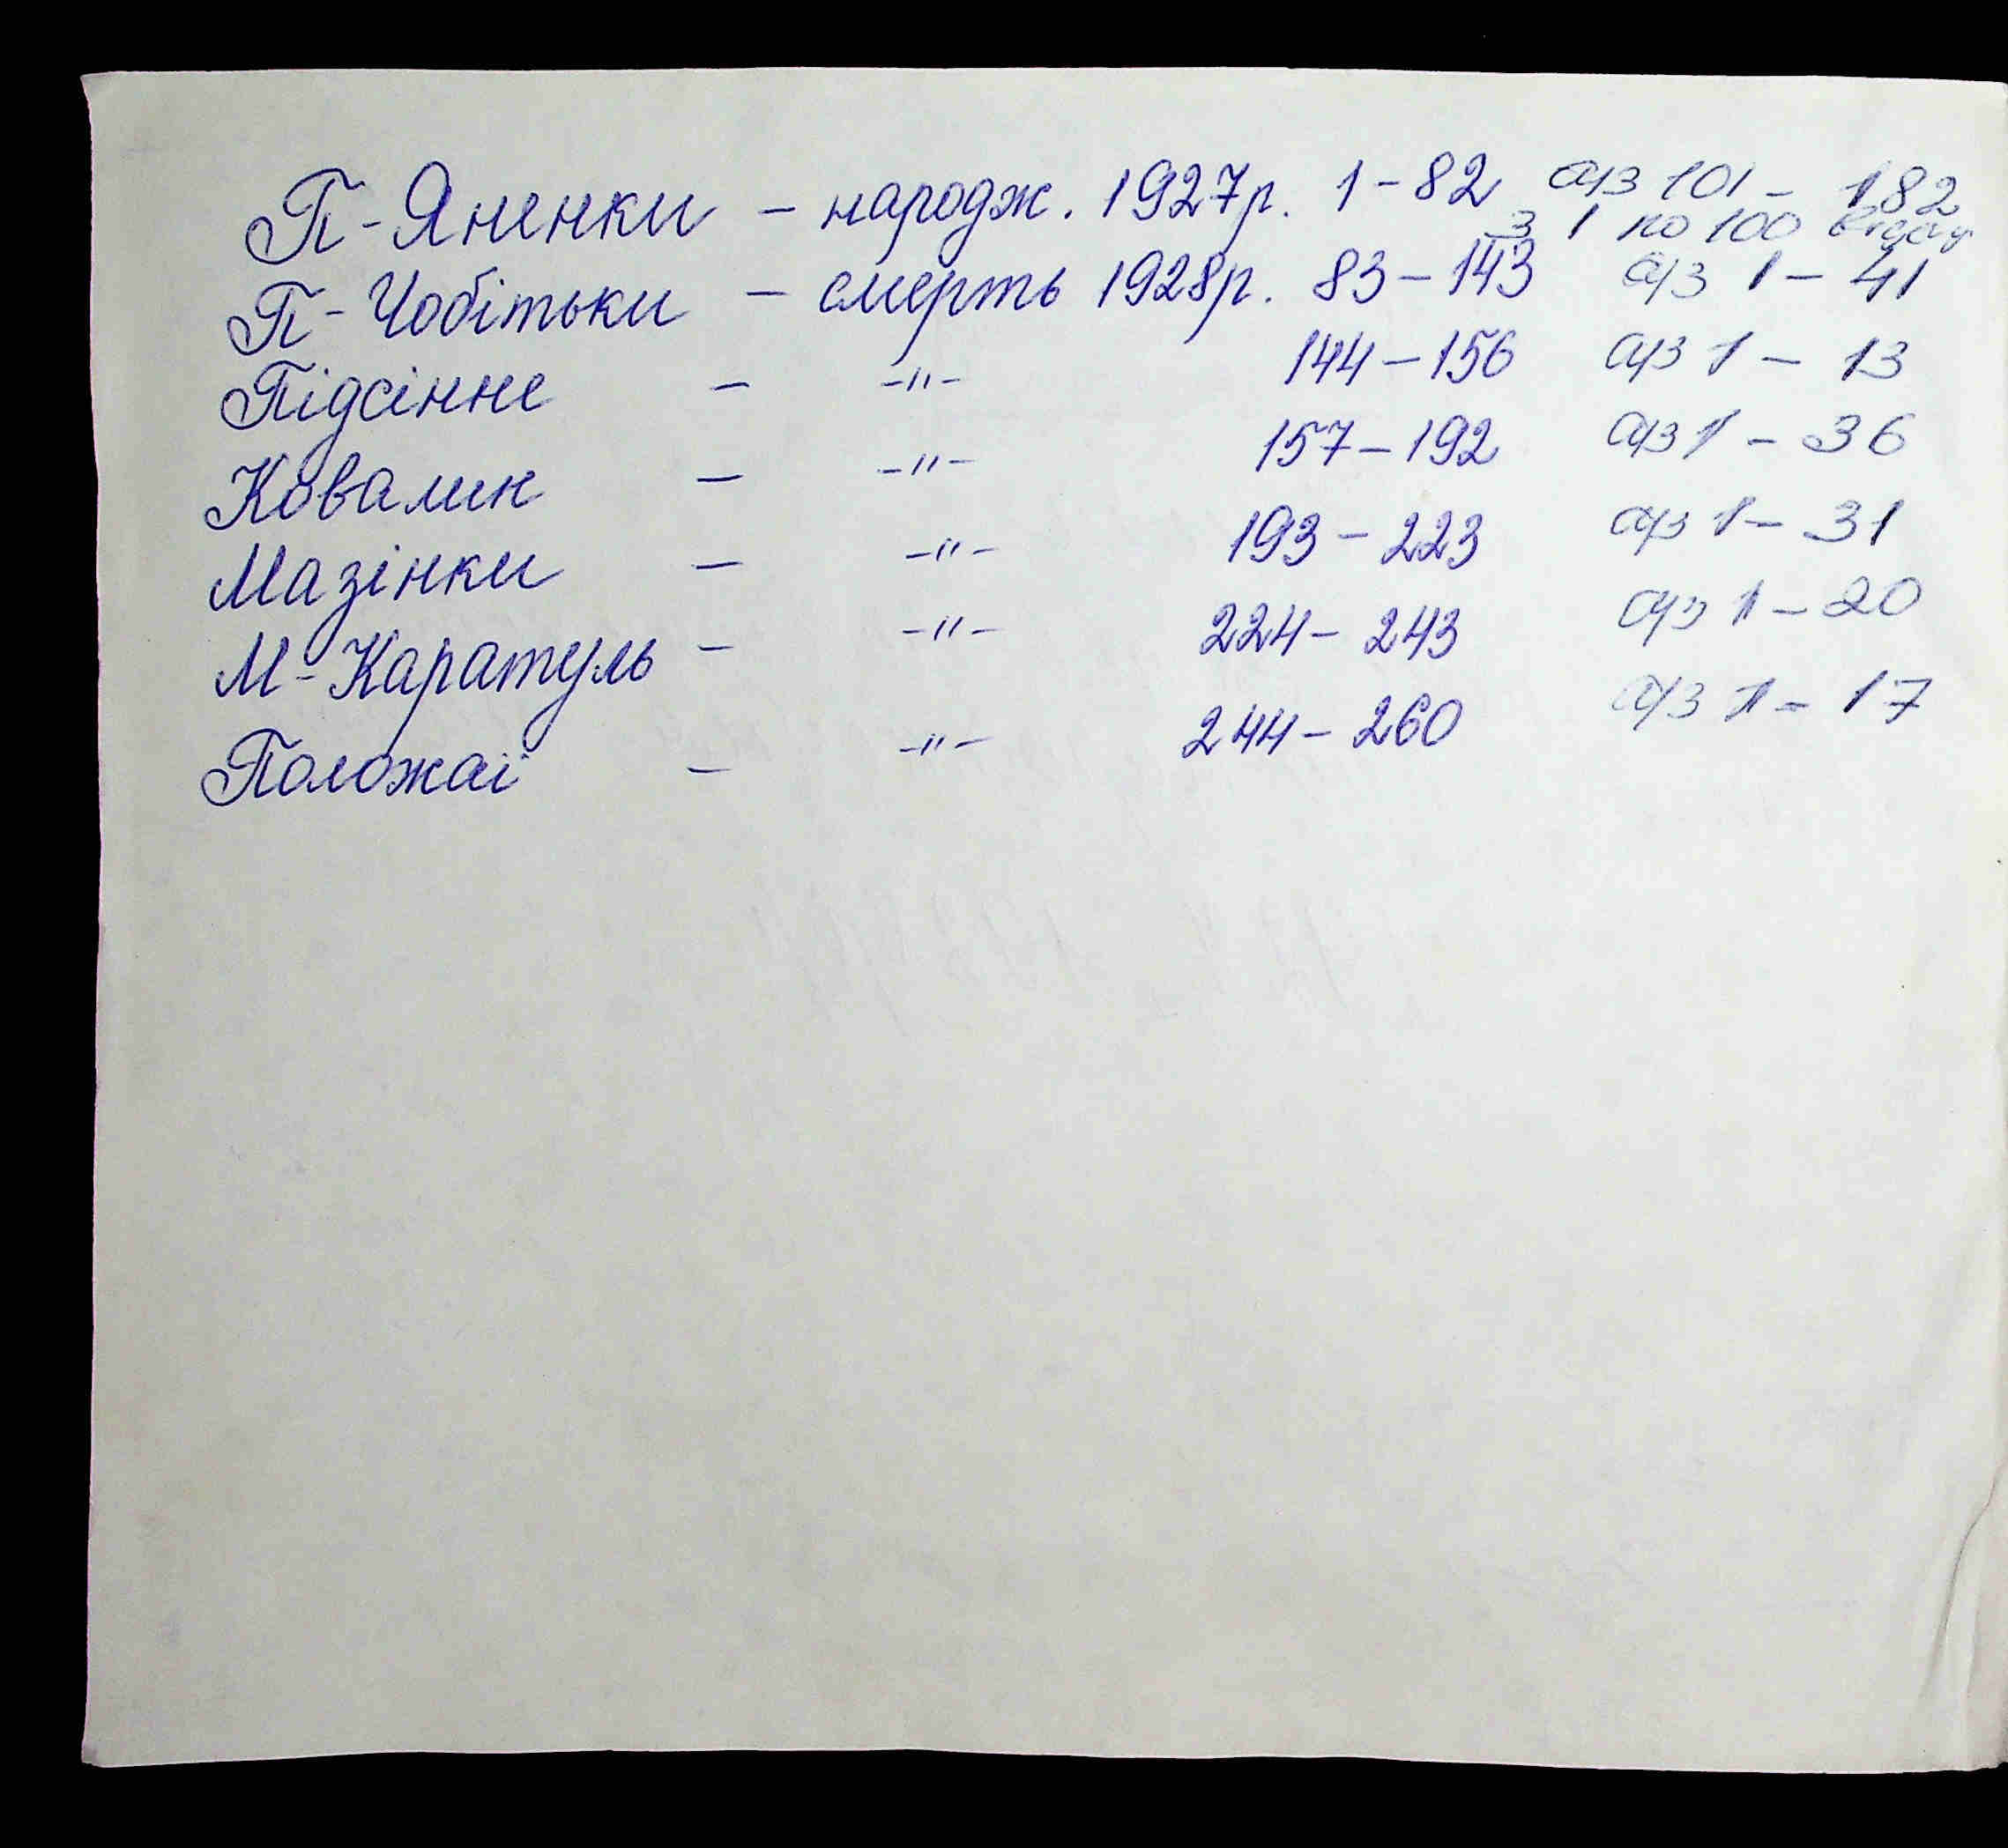 П-Яненки – народж. 1927р. 1-82 а/з 101 – 182
з 1 по 100
П-Чобітьки – смерть 1928р. 83-143 а/з 1 – 41
Підсінне – -"- 144-156 а/з 1 – 13
Ковалин – -"- 157-192 а/з 1 – 36
Мазінки – -"- 193-223 а/з 1 – 31
М-Каратуль – -"- 224-243 а/з 1 – 20
Положаї – -"- 244-260 а/з 1 – 17